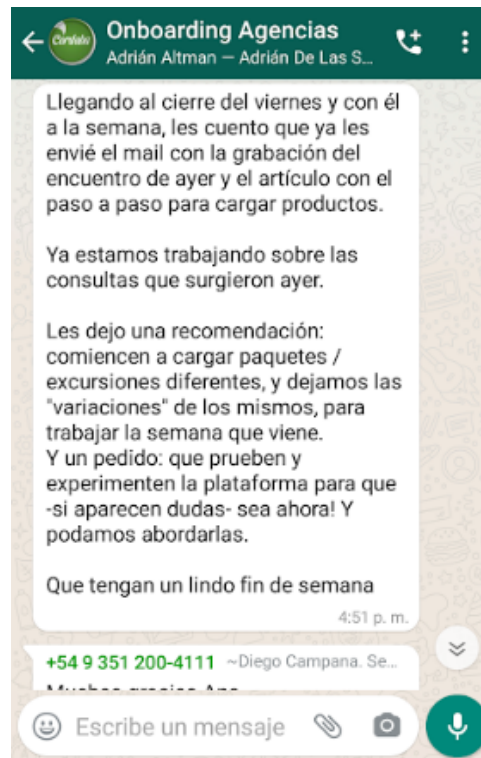 Onboarding Agencias
Adrián Altman — Adrián De Las S...
Llegando al cierre del viernes y con él
a la semana, les cuento que ya les
envié el mail con la grabación del
encuentro de ayer y el artículo con el
paso a paso para cargar productos.
Ya estamos trabajando sobre las
consultas que surgieron ayer.
Les dejo una recomendación:
comiencen a cargar paquetes /
excursiones diferentes, y dejamos las
"variaciones" de los mismos, para
trabajar la semana que viene.
Y un pedido: que prueben y
experimenten la plataforma para que
-si aparecen dudas- sea ahora! Y
podamos abordarlas.
Que tengan un lindo fin de semana
4:51 p. m.
+54 9 351 200-4111 ~Diego Campana. Se...
Muchas gracias Ana
Escribe un mensaje